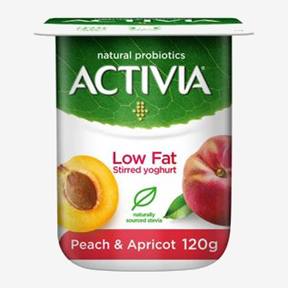 natural probiotics
ACTIVIA®
Low Fat
Stirred yoghurt
naturally
sourced stevia
Peach & Apricot 120g